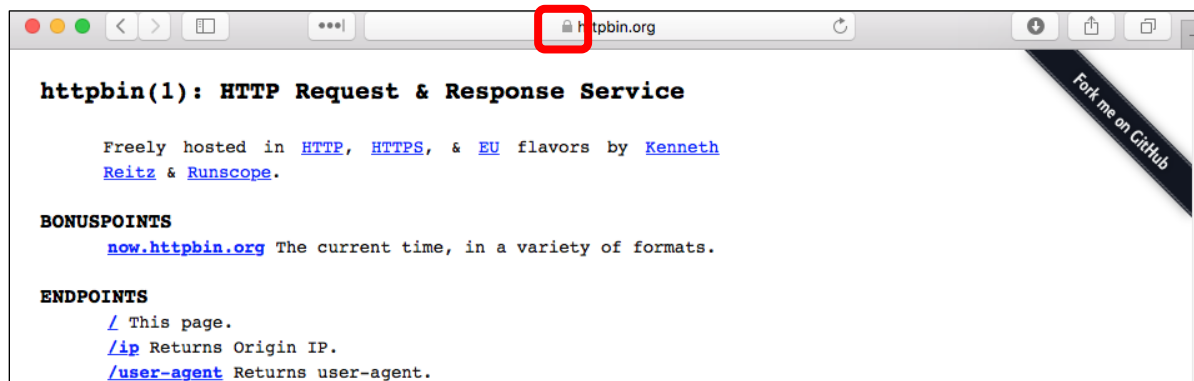 httpbin.org
httpbin(1): HTTP Request & Response Service
Fork me on GitHub
Freely hosted in HTTP, HTTPS, & EU flavors by Kenneth
Reitz & Runscope.
BONUSPOINTS
now.httpbin.org The current time, in a variety of formats.
ENDPOINTS
/ This page.
/ip Returns Origin IP.
/user-agent Returns user-agent.